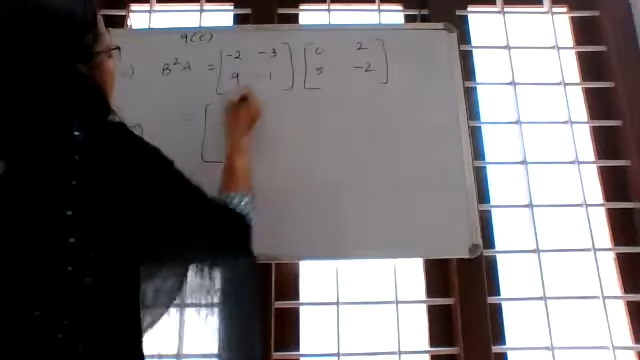 9(c)
) B²A = [ -2 -3 ] [ 0 2 ]
[ 9 1 ] [ 5 -2 ]
= [